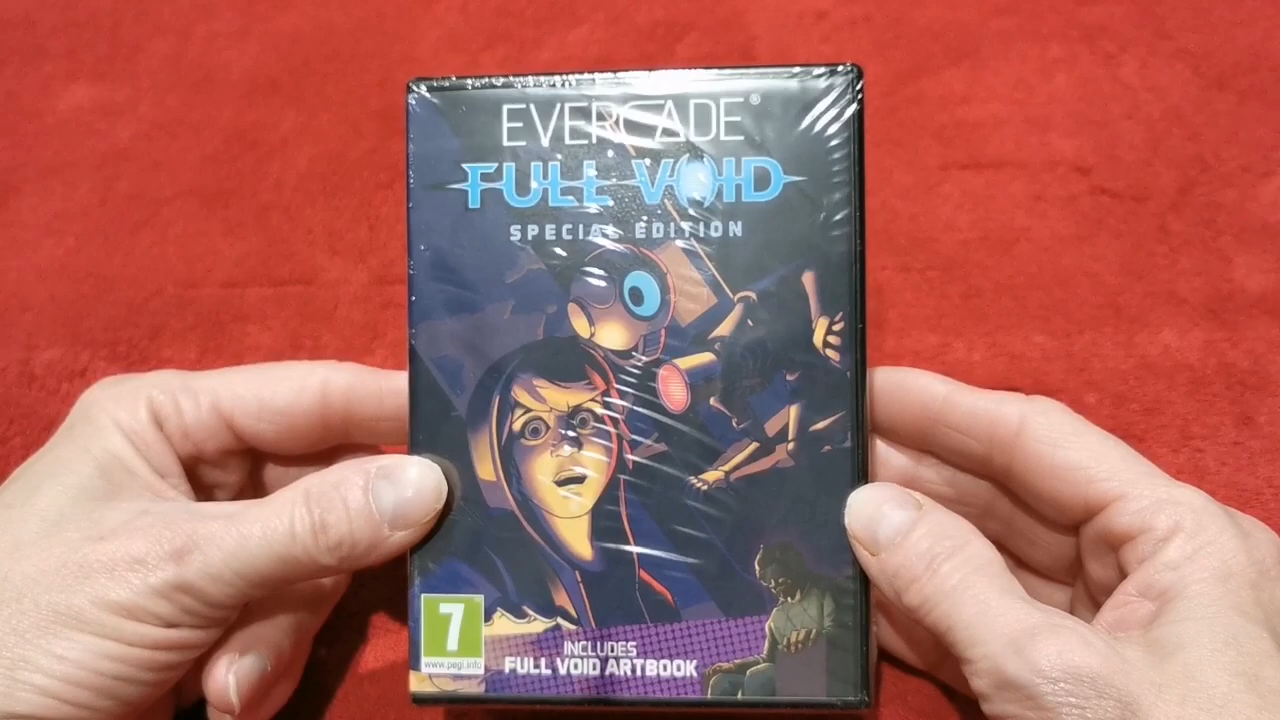 EVERCADE®
FULL VOID
SPECIAL EDITION
7
www.pegi.info
INCLUDES
FULL VOID ARTBOOK